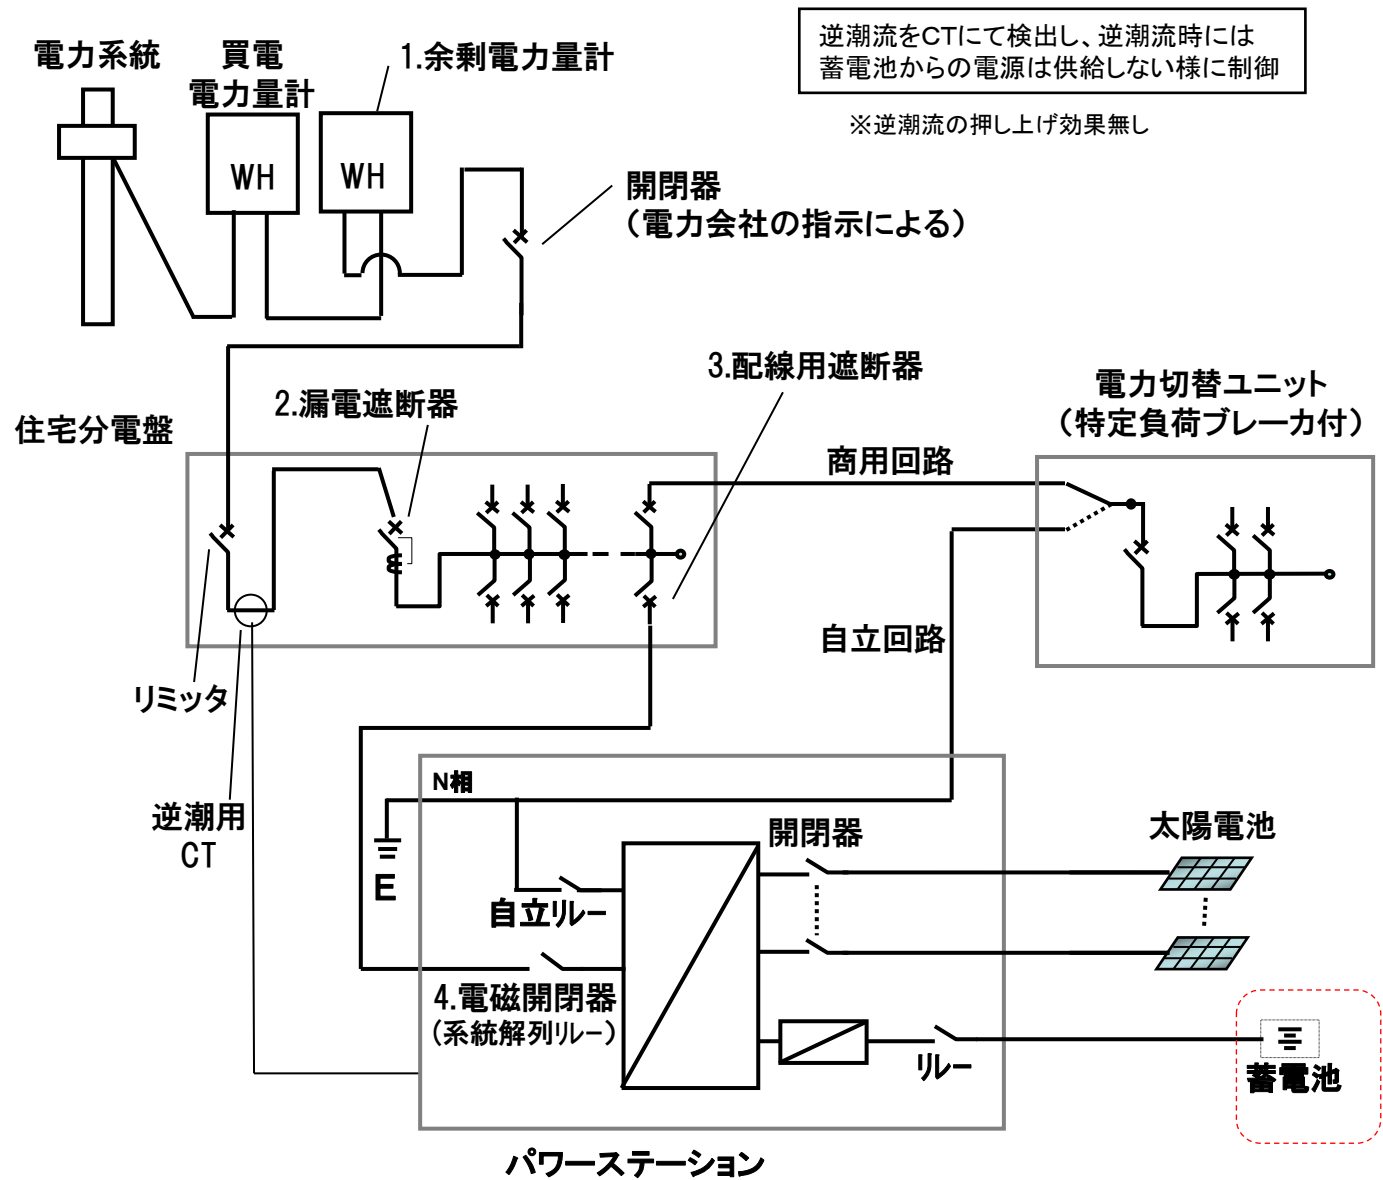 逆潮流をCTにて検出し、逆潮流時には
蓄電池からの電源は供給しない様に制御
※逆潮流の押し上げ効果無し
電力系統
買電
電力量計
1.余剰電力量計
WH
WH
開閉器
（電力会社の指示による）
3.配線用遮断器
電力切替ユニット
（特定負荷ブレーカ付）
2.漏電遮断器
住宅分電盤
商用回路
自立回路
リミッタ
逆潮用
CT
N相
E
開閉器
太陽電池
自立リレー
4.電磁開閉器
（系統解列リレー）
リレー
蓄電池
パワーステーション